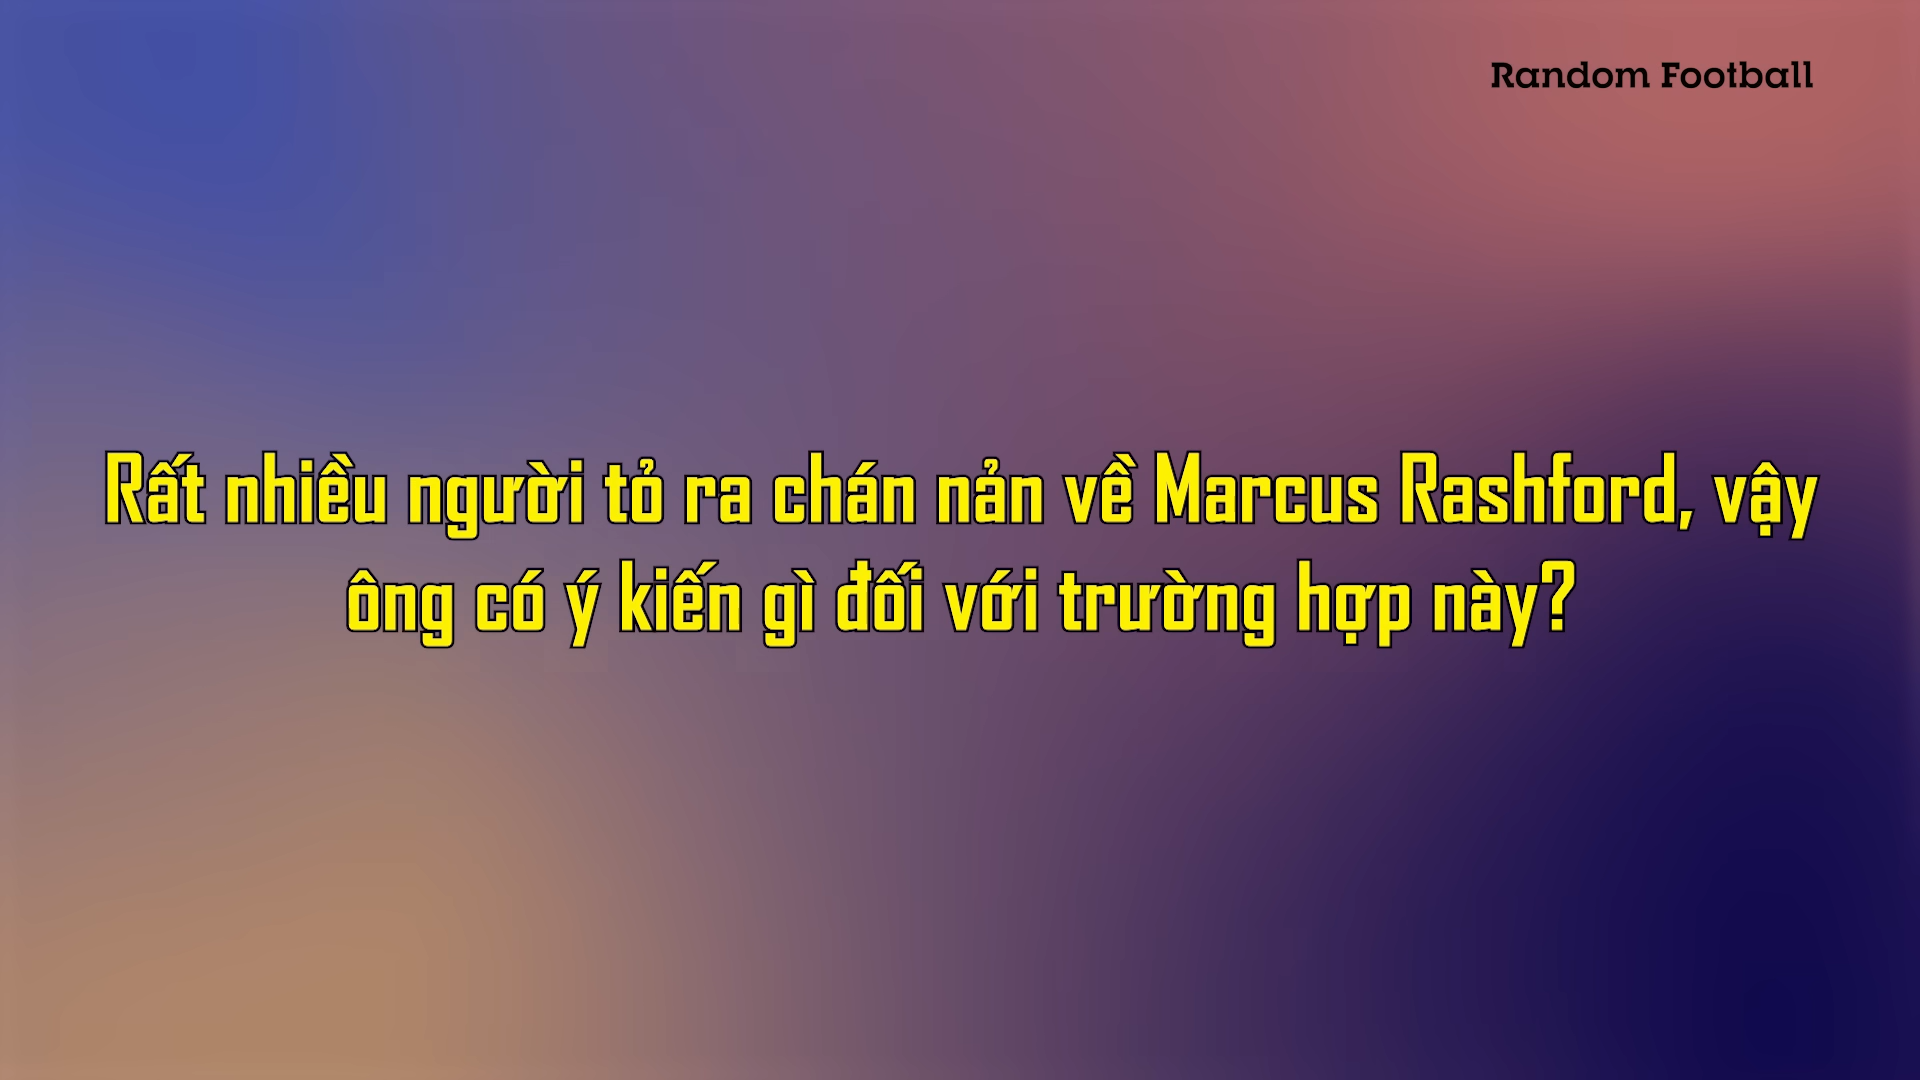 Random Football
Rất nhiều người tỏ ra chán nản về Marcus Rashford, vậy
ông có ý kiến gì đối với trường hợp này?